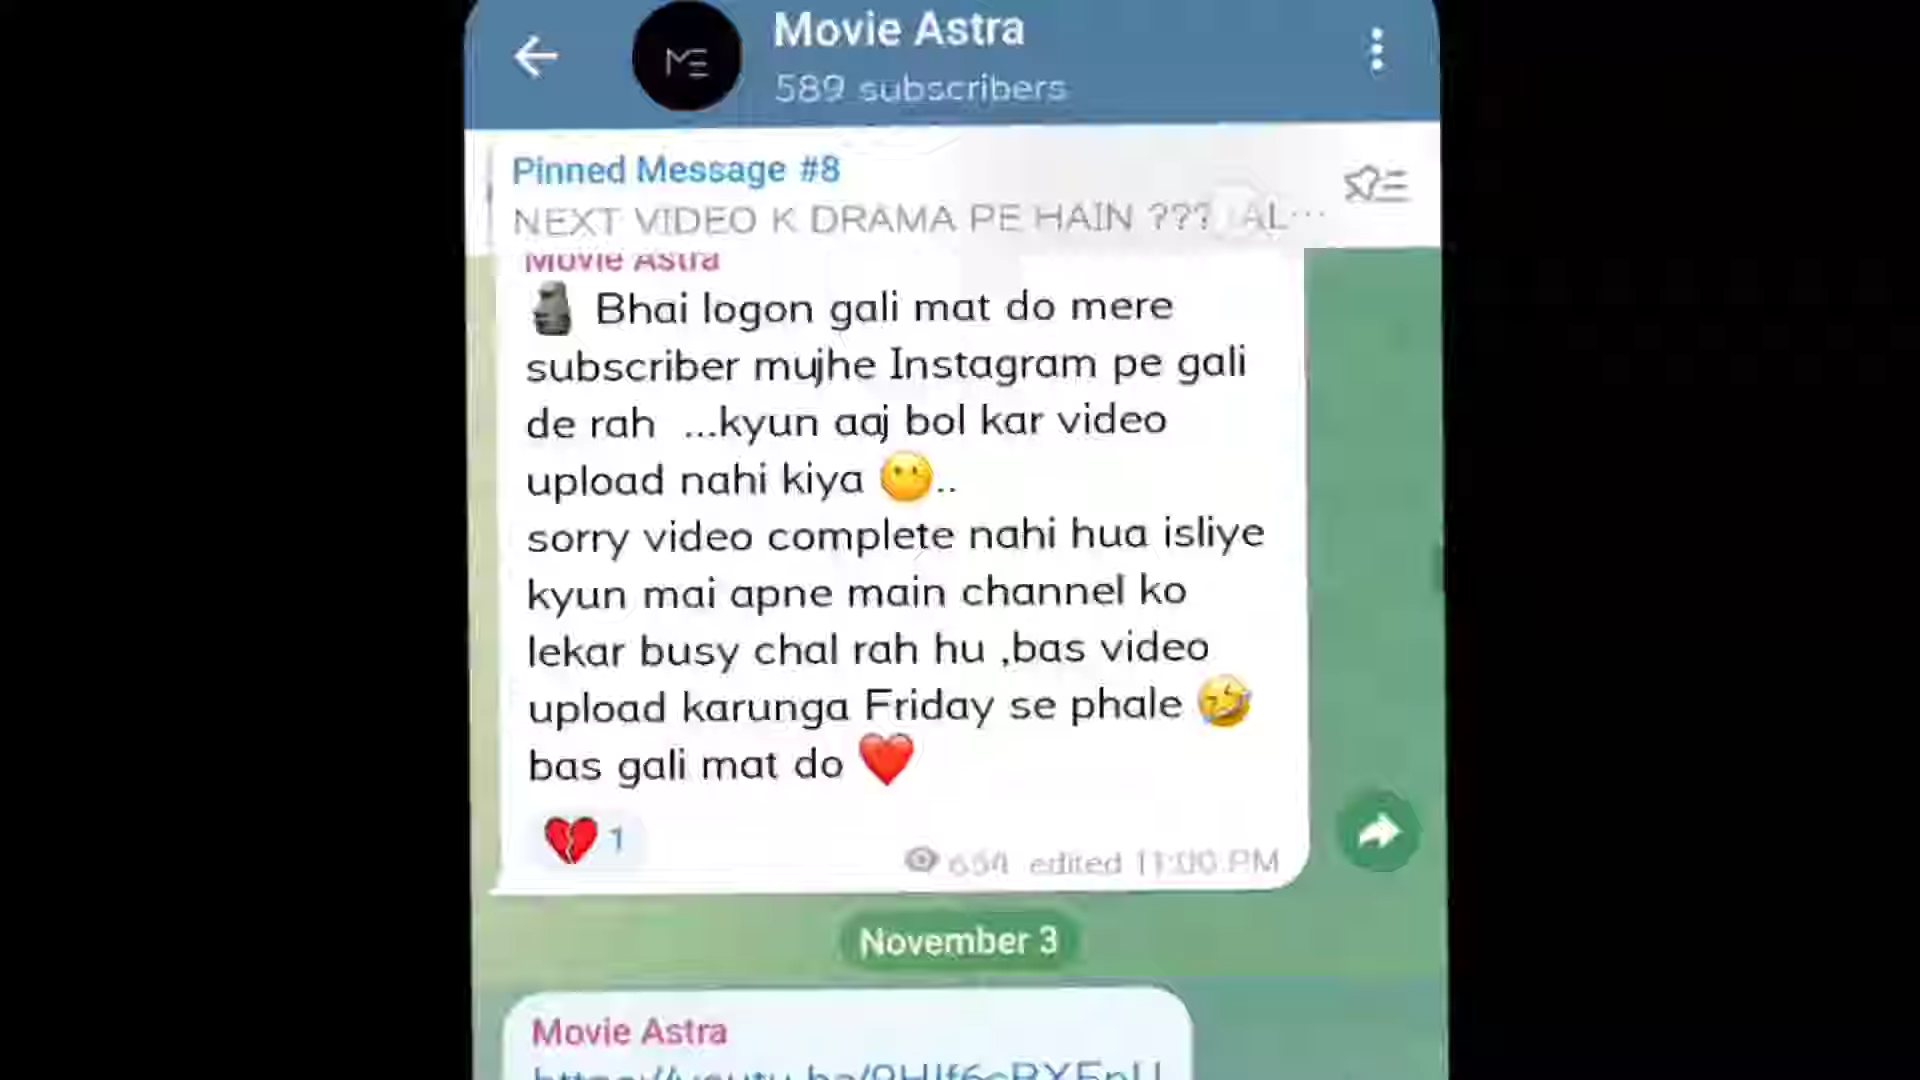 Movie Astra
589 subscribers
Pinned Message #8
NEXT VIDEO K DRAMA PE HAIN ???
Movie Astra
🗿 Bhai logon gali mat do mere
subscriber mujhe Instagram pe gali
de rah ...kyun aaj bol kar video
upload nahi kiya 😶..
sorry video complete nahi hua isliye
kyun mai apne main channel ko
lekar busy chal rah hu ,bas video
upload karunga Friday se phale 🤣
bas gali mat do ❤️
💔 1
edited 11:00 PM
November 3
Movie Astra